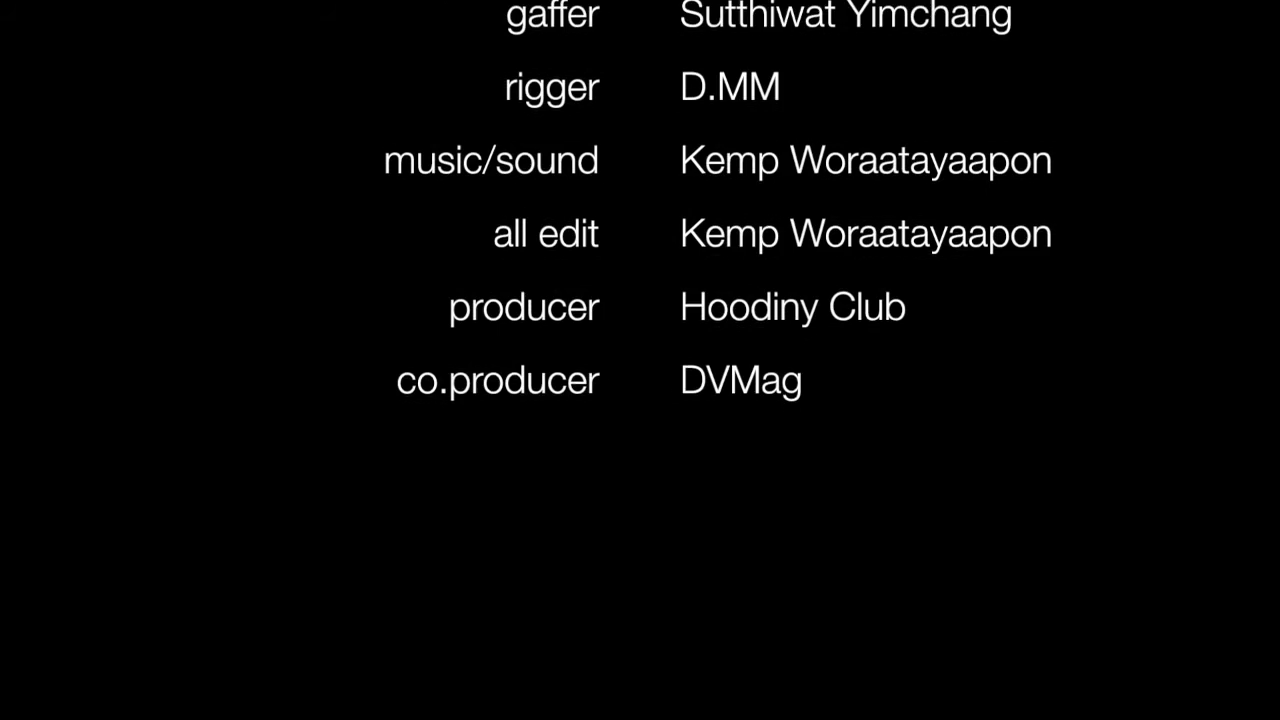 gaffer Sutthiwat Yimchang
rigger D.MM
music/sound Kemp Woraatayaapon
all edit Kemp Woraatayaapon
producer Hoodiny Club
co.producer DVMag